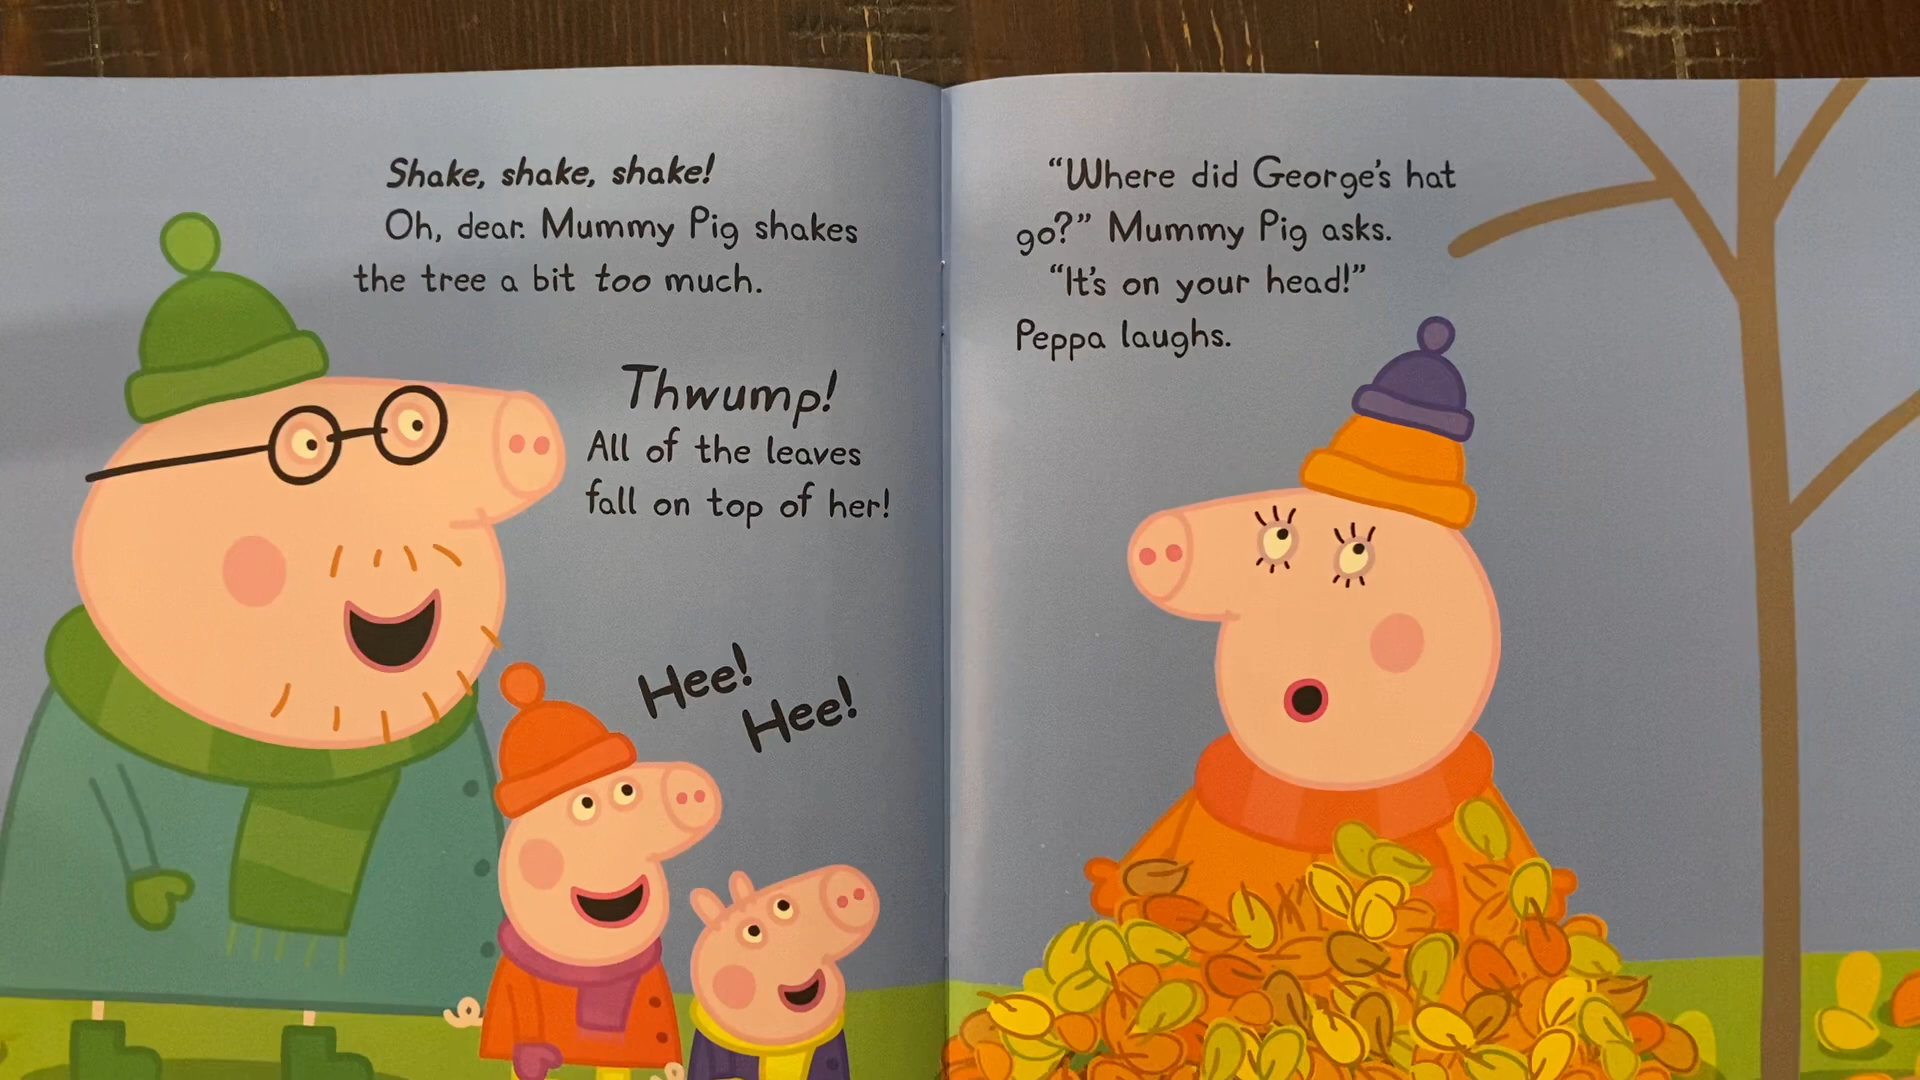 Shake, shake, shake!
Oh, dear. Mummy Pig shakes
the tree a bit too much.
Thwump!
All of the leaves
fall on top of her!
Hee!
Hee!
“Where did George’s hat
go?” Mummy Pig asks.
“It’s on your head!”
Peppa laughs.